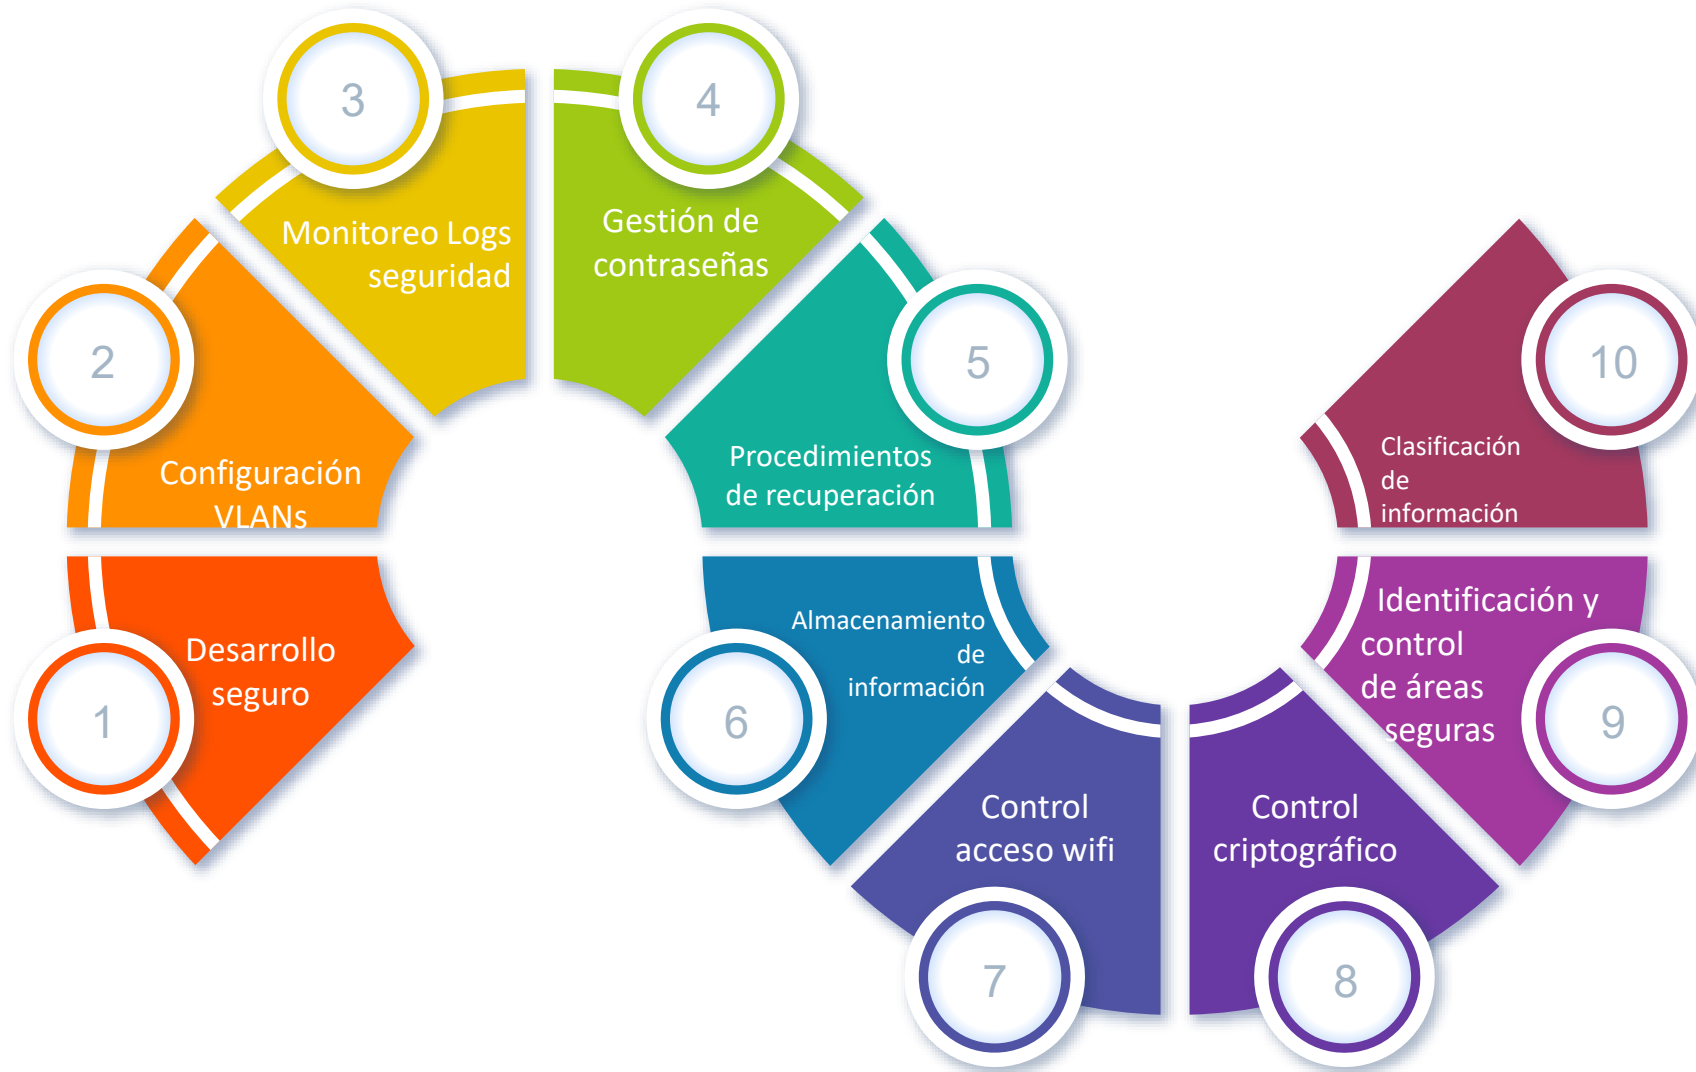 1
Desarrollo
seguro
2
Configuración
VLANs
3
Monitoreo Logs
seguridad
4
Gestión de
contraseñas
5
Procedimientos
de recuperación
6
Almacenamiento
de
información
7
Control
acceso wifi
8
Control
criptográfico
9
Identificación y
control
de áreas
seguras
10
Clasificación
de
información